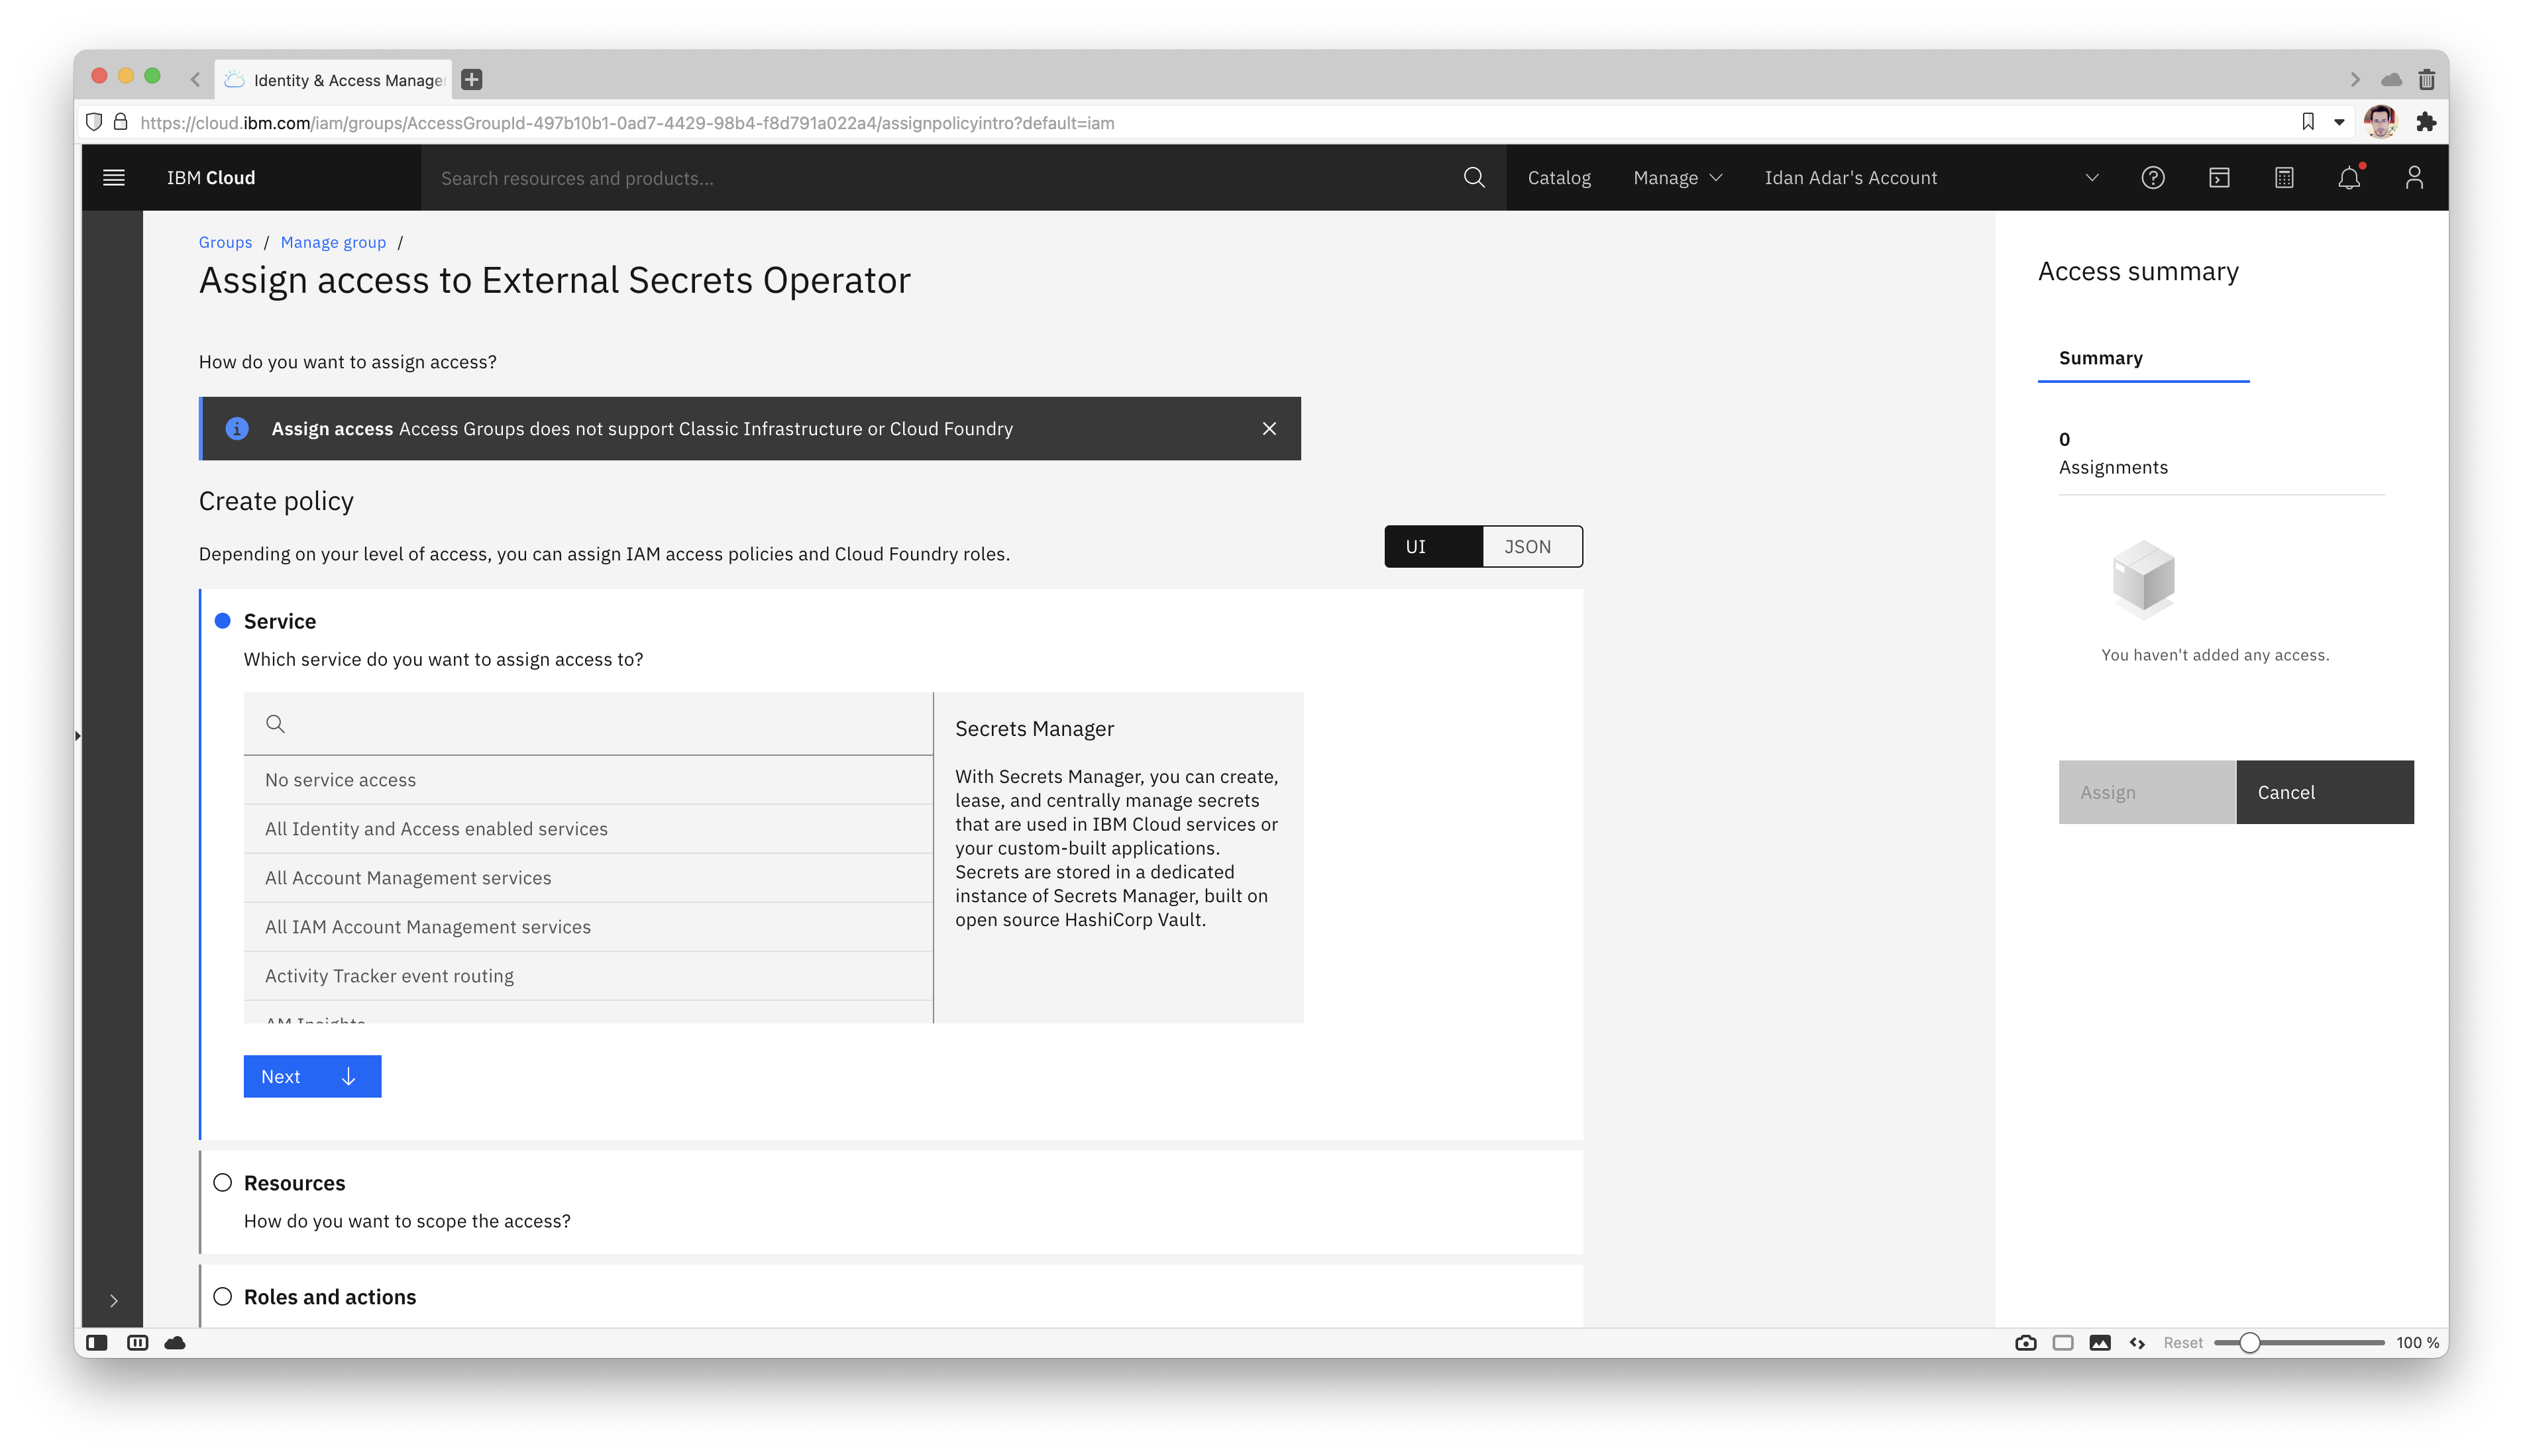 Identity & Access Manage
https://cloud.ibm.com/iam/groups/AccessGroupId-497b10b1-0ad7-4429-98b4-f8d791a022a4/assignpolicyintro?default=iam
IBM Cloud
Search resources and products...
Catalog
Manage
Idan Adar's Account
Groups / Manage group /
Assign access to External Secrets Operator
How do you want to assign access?
Assign access Access Groups does not support Classic Infrastructure or Cloud Foundry
Create policy
Depending on your level of access, you can assign IAM access policies and Cloud Foundry roles.
UI
JSON
Service
Which service do you want to assign access to?
No service access
All Identity and Access enabled services
All Account Management services
All IAM Account Management services
Activity Tracker event routing
AM Insights
Secrets Manager
With Secrets Manager, you can create,
lease, and centrally manage secrets
that are used in IBM Cloud services or
your custom-built applications.
Secrets are stored in a dedicated
instance of Secrets Manager, built on
open source HashiCorp Vault.
Next
Resources
How do you want to scope the access?
Roles and actions
Access summary
Summary
0
Assignments
You haven't added any access.
Assign
Cancel
Reset
100 %